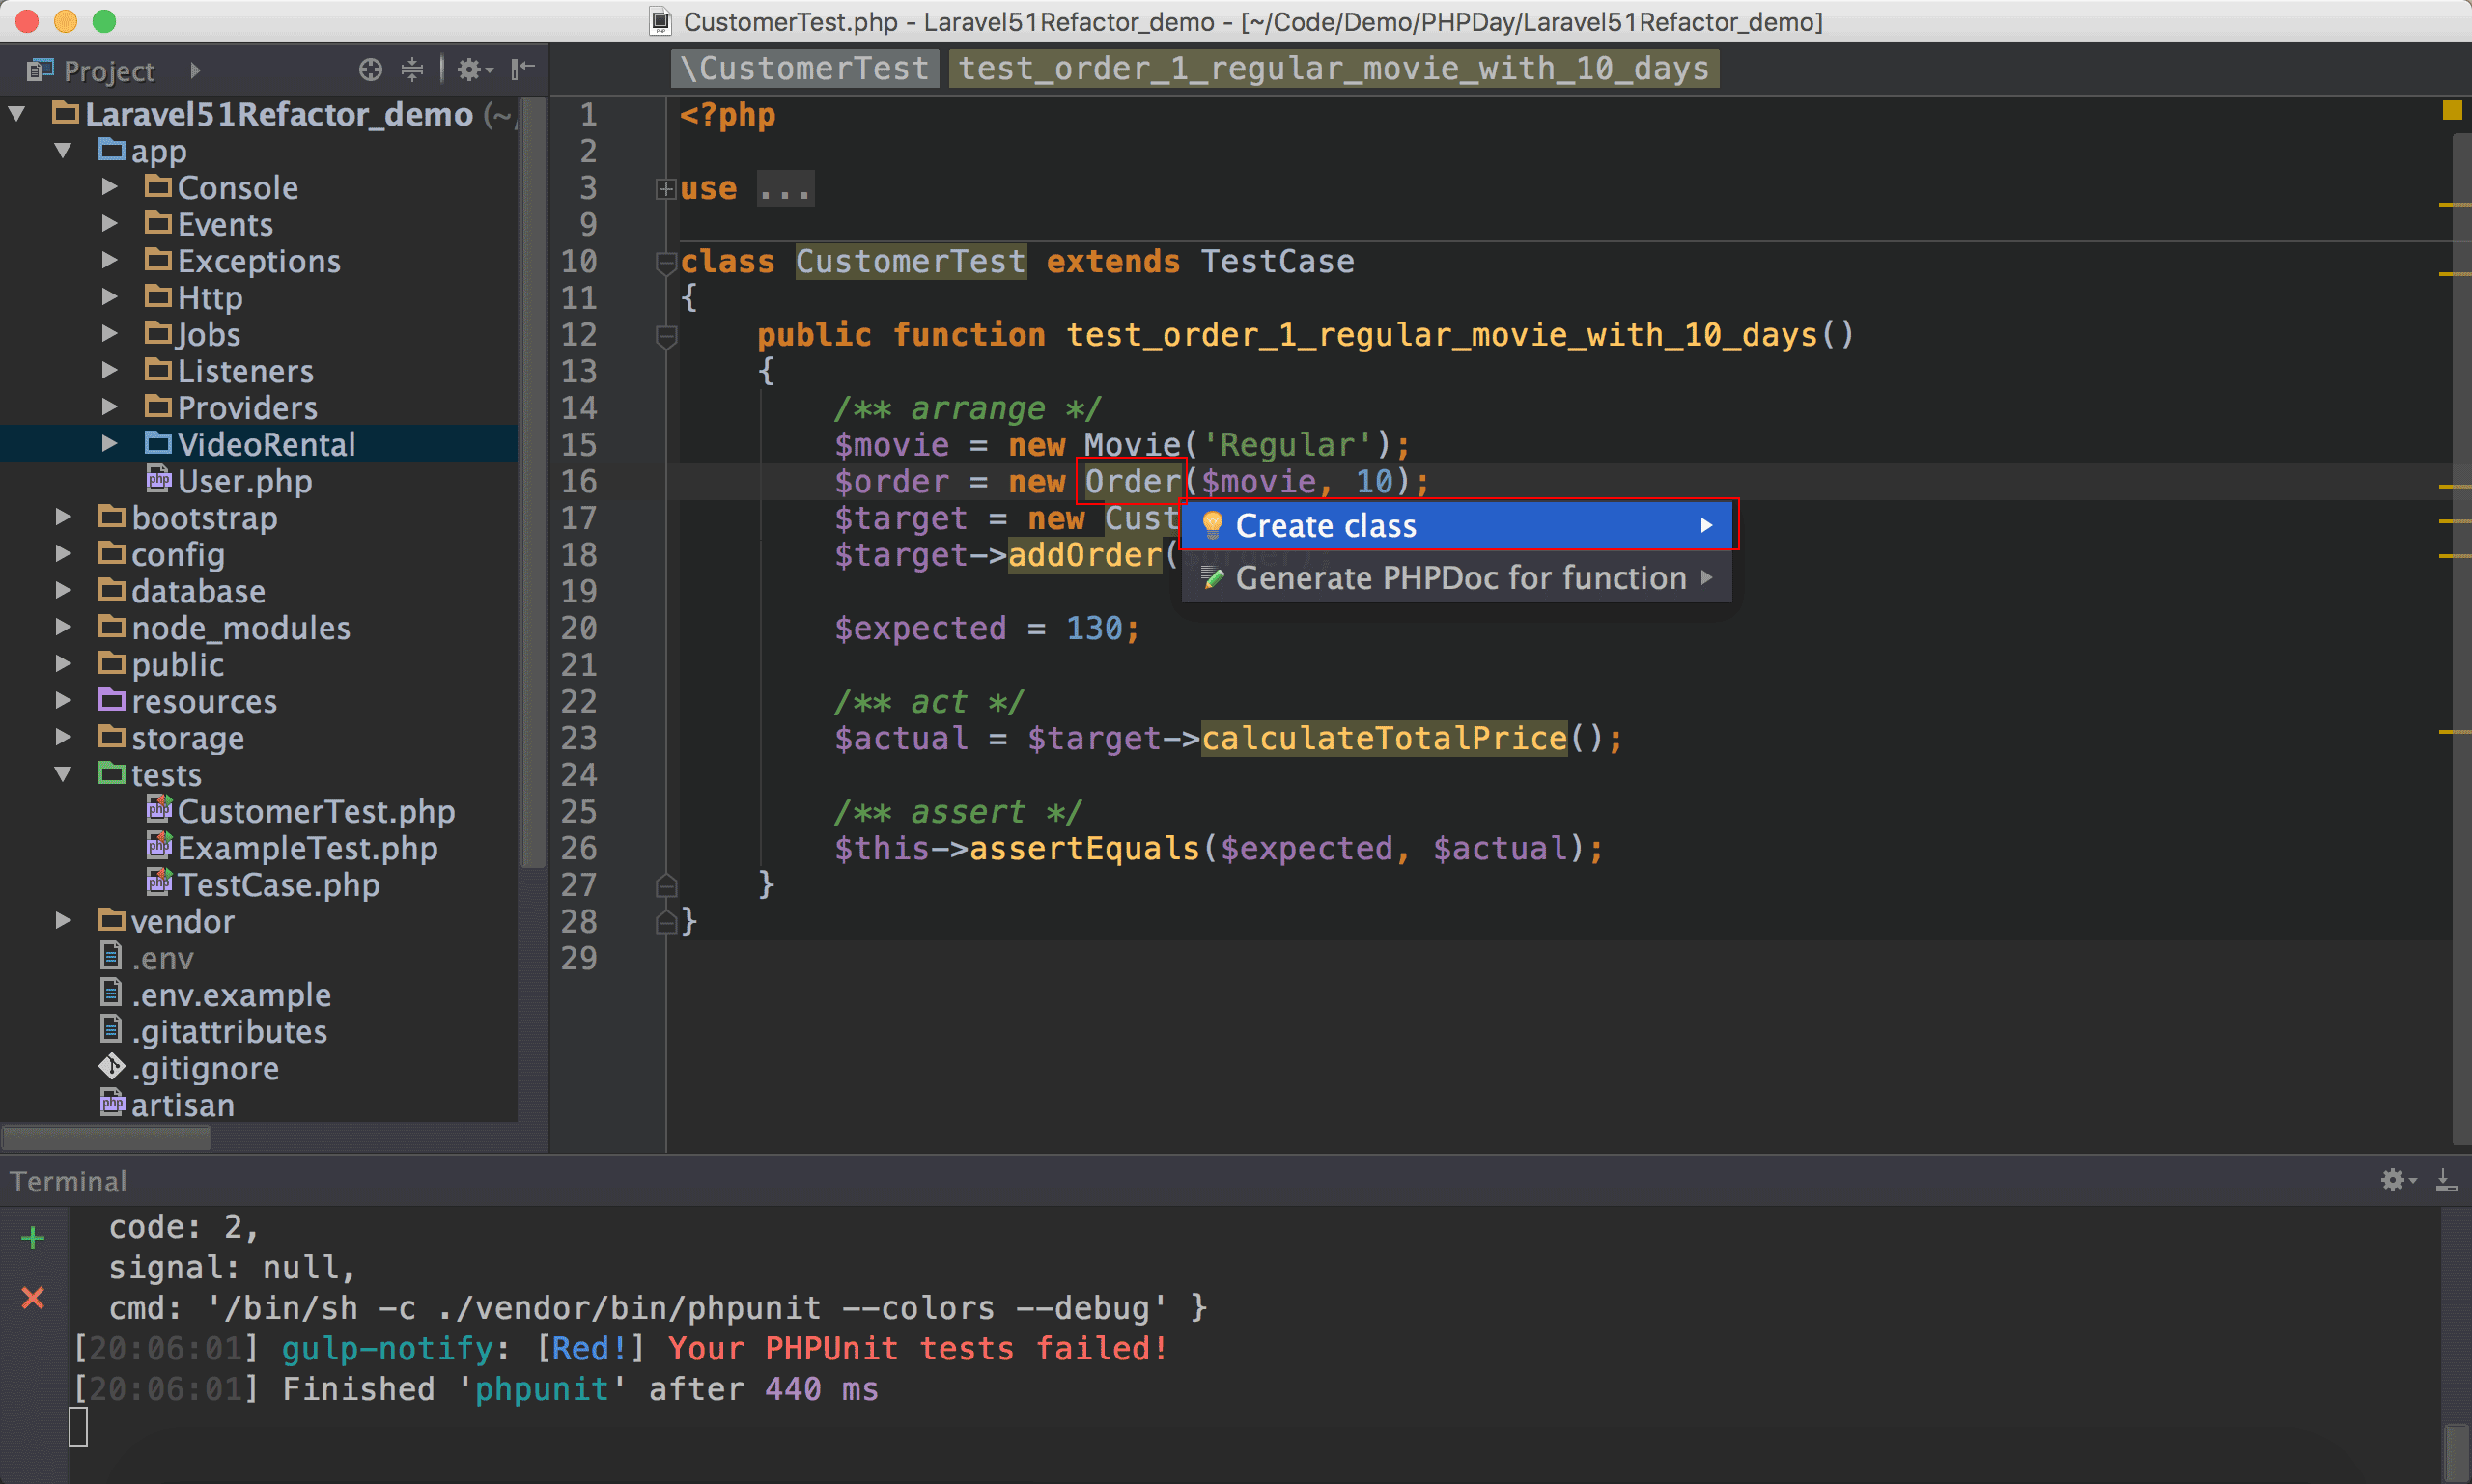 CustomerTest.php - Laravel51Refactor_demo - [~/Code/Demo/PHPDay/Laravel51Refactor_demo]
Project
\CustomerTest test_order_1_regular_movie_with_10_days
Laravel51Refactor_demo (~/
app
Console
Events
Exceptions
Http
Jobs
Listeners
Providers
VideoRental
User.php
bootstrap
config
database
node_modules
public
resources
storage
tests
CustomerTest.php
ExampleTest.php
TestCase.php
vendor
.env
.env.example
.gitattributes
.gitignore
artisan
1 <?php
2
3 use ...
9
10 class CustomerTest extends TestCase
11 {
12 public function test_order_1_regular_movie_with_10_days()
13 {
14 /** arrange */
15 $movie = new Movie('Regular');
16 $order = new Order($movie, 10);
17 $target = new Cust
18 $target->addOrder(
19
20 $expected = 130;
21
22 /** act */
23 $actual = $target->calculateTotalPrice();
24
25 /** assert */
26 $this->assertEquals($expected, $actual);
27 }
28 }
29
Create class
Generate PHPDoc for function
Terminal
code: 2,
signal: null,
cmd: '/bin/sh -c ./vendor/bin/phpunit --colors --debug' }
[20:06:01] gulp-notify: [Red!] Your PHPUnit tests failed!
[20:06:01] Finished 'phpunit' after 440 ms